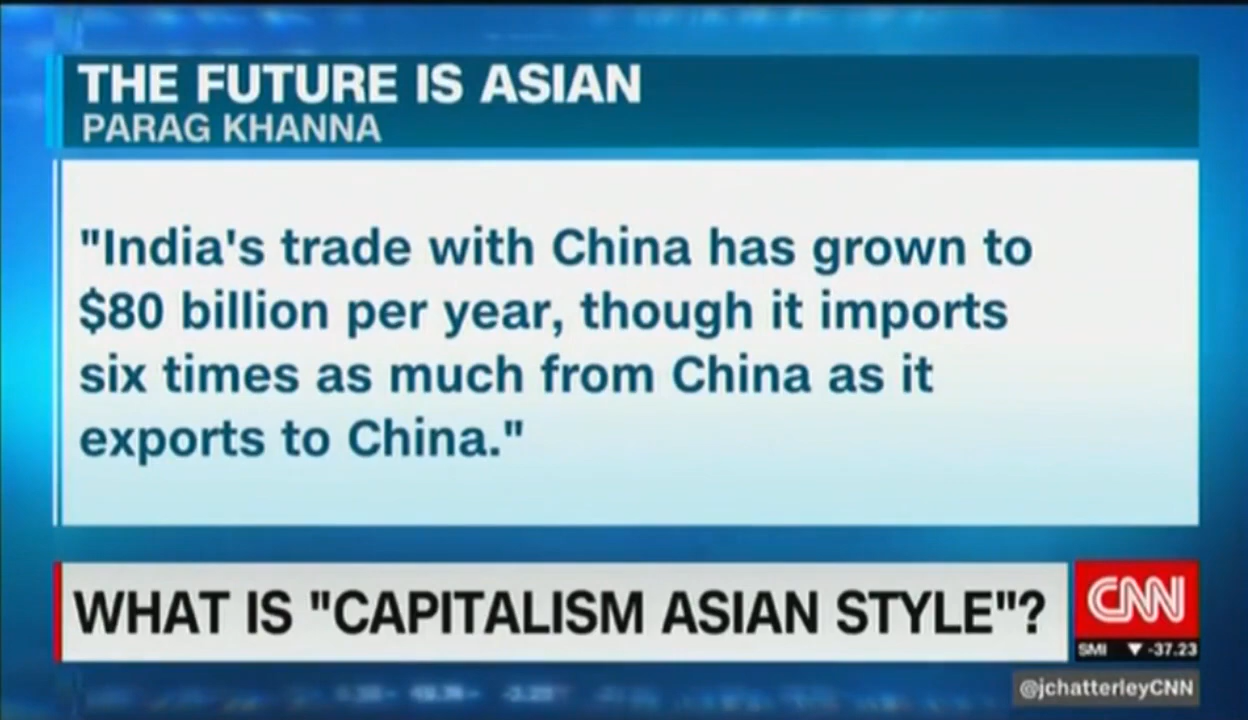 THE FUTURE IS ASIAN
PARAG KHANNA
"India's trade with China has grown to
$80 billion per year, though it imports
six times as much from China as it
exports to China."
WHAT IS "CAPITALISM ASIAN STYLE"?
CNN
SMI ▼ -37.23
@jchatterleyCNN